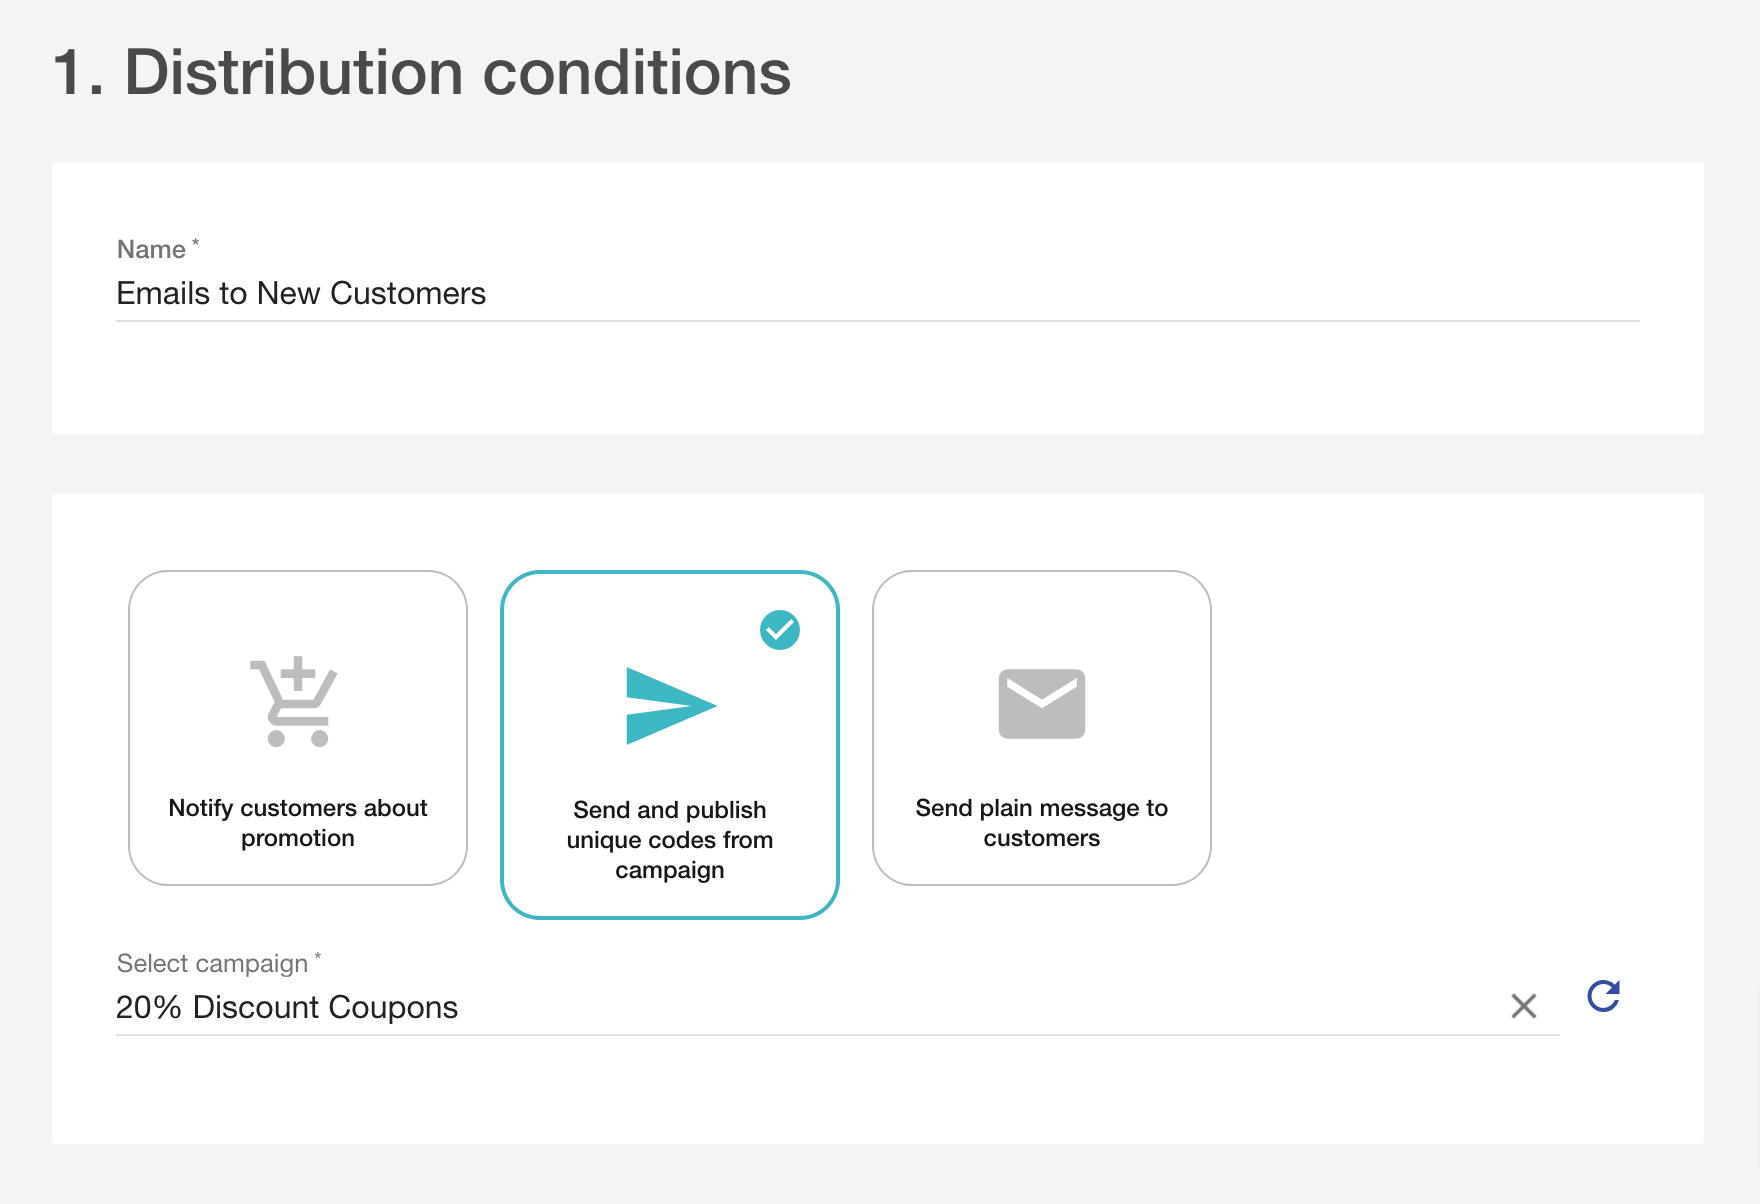 1. Distribution conditions
Name *
Emails to New Customers
Notify customers about
promotion
Send and publish
unique codes from
campaign
Send plain message to
customers
Select campaign *
20% Discount Coupons